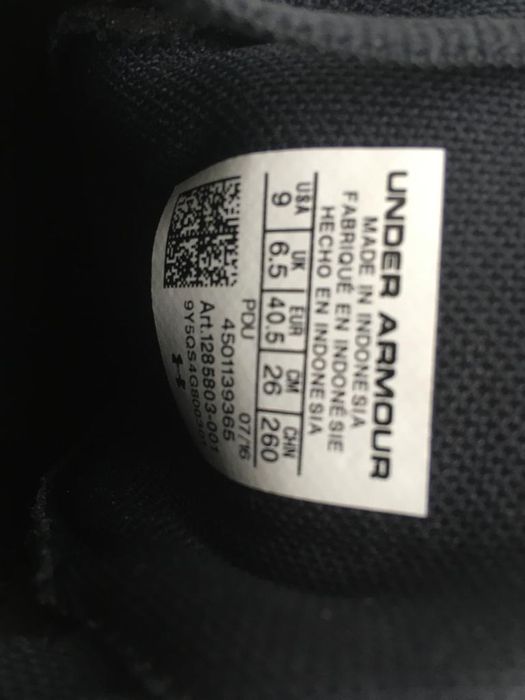 UNDER ARMOUR
MADE IN INDONESIA
FABRIQUÉ EN INDONÉSIE
HECHO EN INDONESIA
USA UK EUR CM CHN
9 6.5 40.5 26 260
PDU 07/16
4501139365
Art.1285803-001